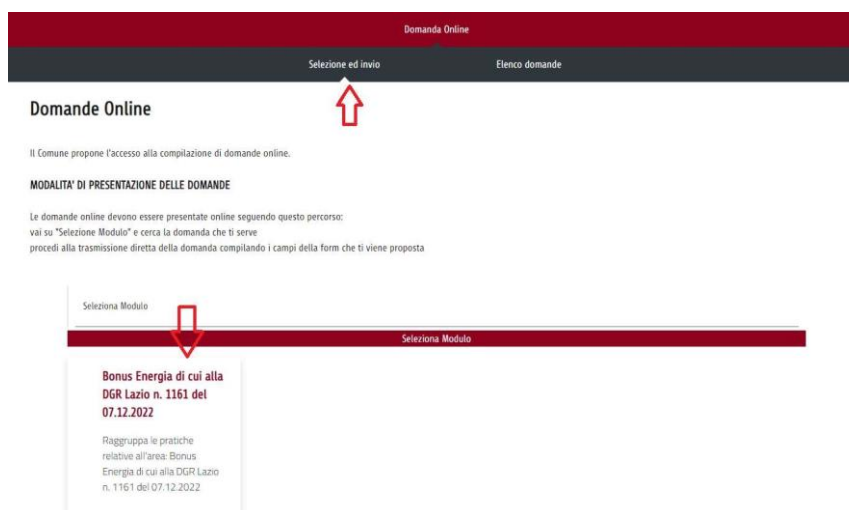 Domanda Online
Selezione ed invio
Elenco domande
Domande Online
Il Comune propone l'accesso alla compilazione di domande online.
MODALITA' DI PRESENTAZIONE DELLE DOMANDE
Le domande online devono essere presentate online seguendo questo percorso:
vai su "Selezione Modulo" e cerca la domanda che ti serve
procedi alla trasmissione diretta della domanda compilando i campi della form che ti viene proposta
Seleziona Modulo
Seleziona Modulo
Bonus Energia di cui alla
DGR Lazio n. 1161 del
07.12.2022
Raggruppa le pratiche
relative all'area: Bonus
Energia di cui alla DGR Lazio
n. 1161 del 07.12.2022